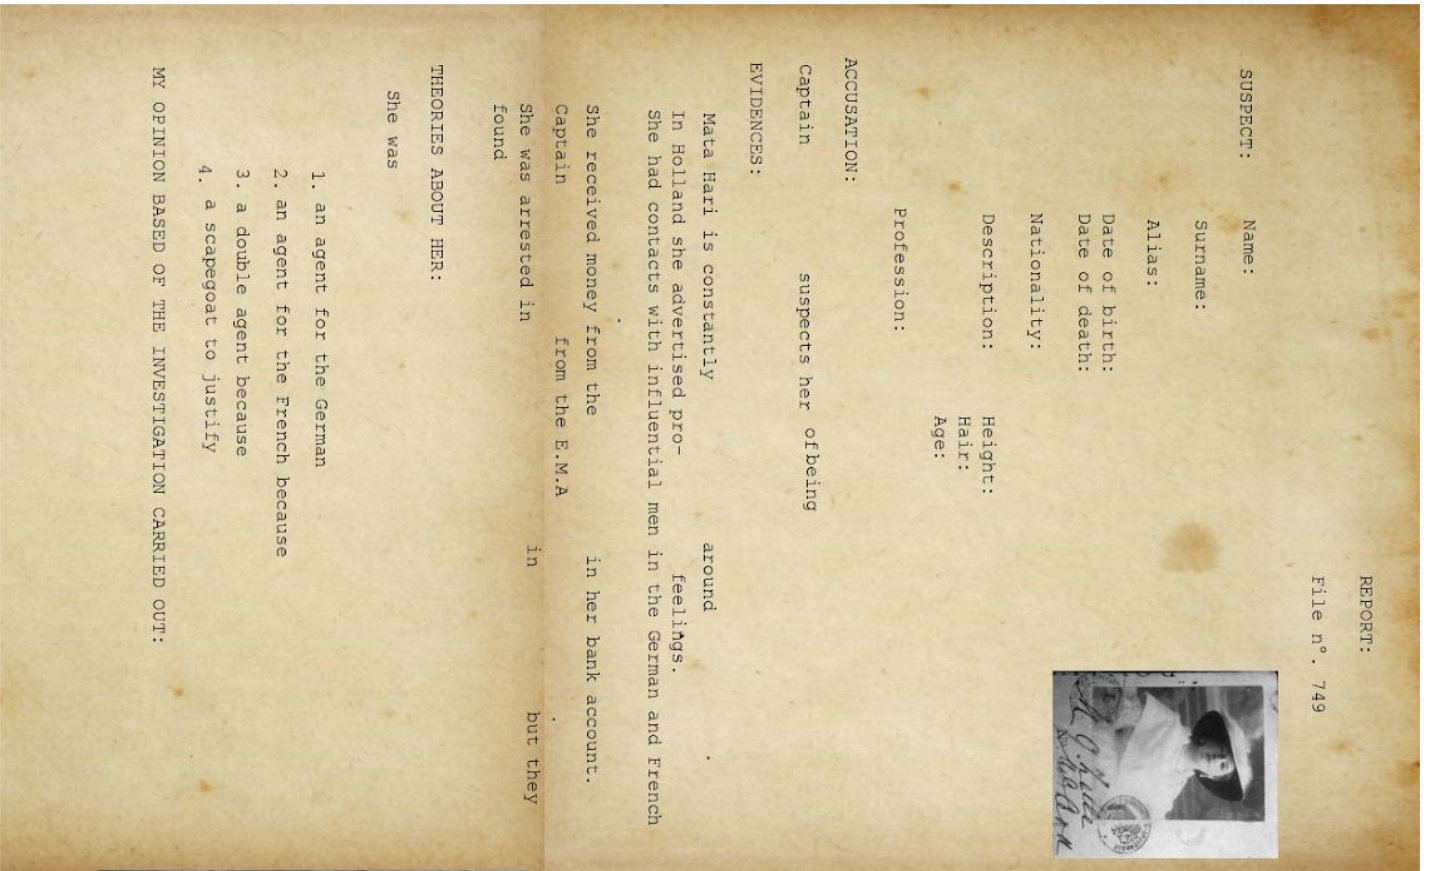 REPORT:
File n°. 749
SUSPECT: Name:
Surname:
Alias:
Date of birth:
Date of death:
Nationality:
Description: Height:
Hair:
Age:
Profession:
ACCUSATION:
Captain suspects her ofbeing
EVIDENCES:
Mata Hari is constantly around .
In Holland she advertised pro- feelings.
She had contacts with influential men in the German and French
.
She received money from the in her bank account.
Captain from the E.M.A .
She was arrested in in but they
found
THEORIES ABOUT HER:
She was
1. an agent for the German
2. an agent for the French because
3. a double agent because
4. a scapegoat to justify
MY OPINION BASED OF THE INVESTIGATION CARRIED OUT: